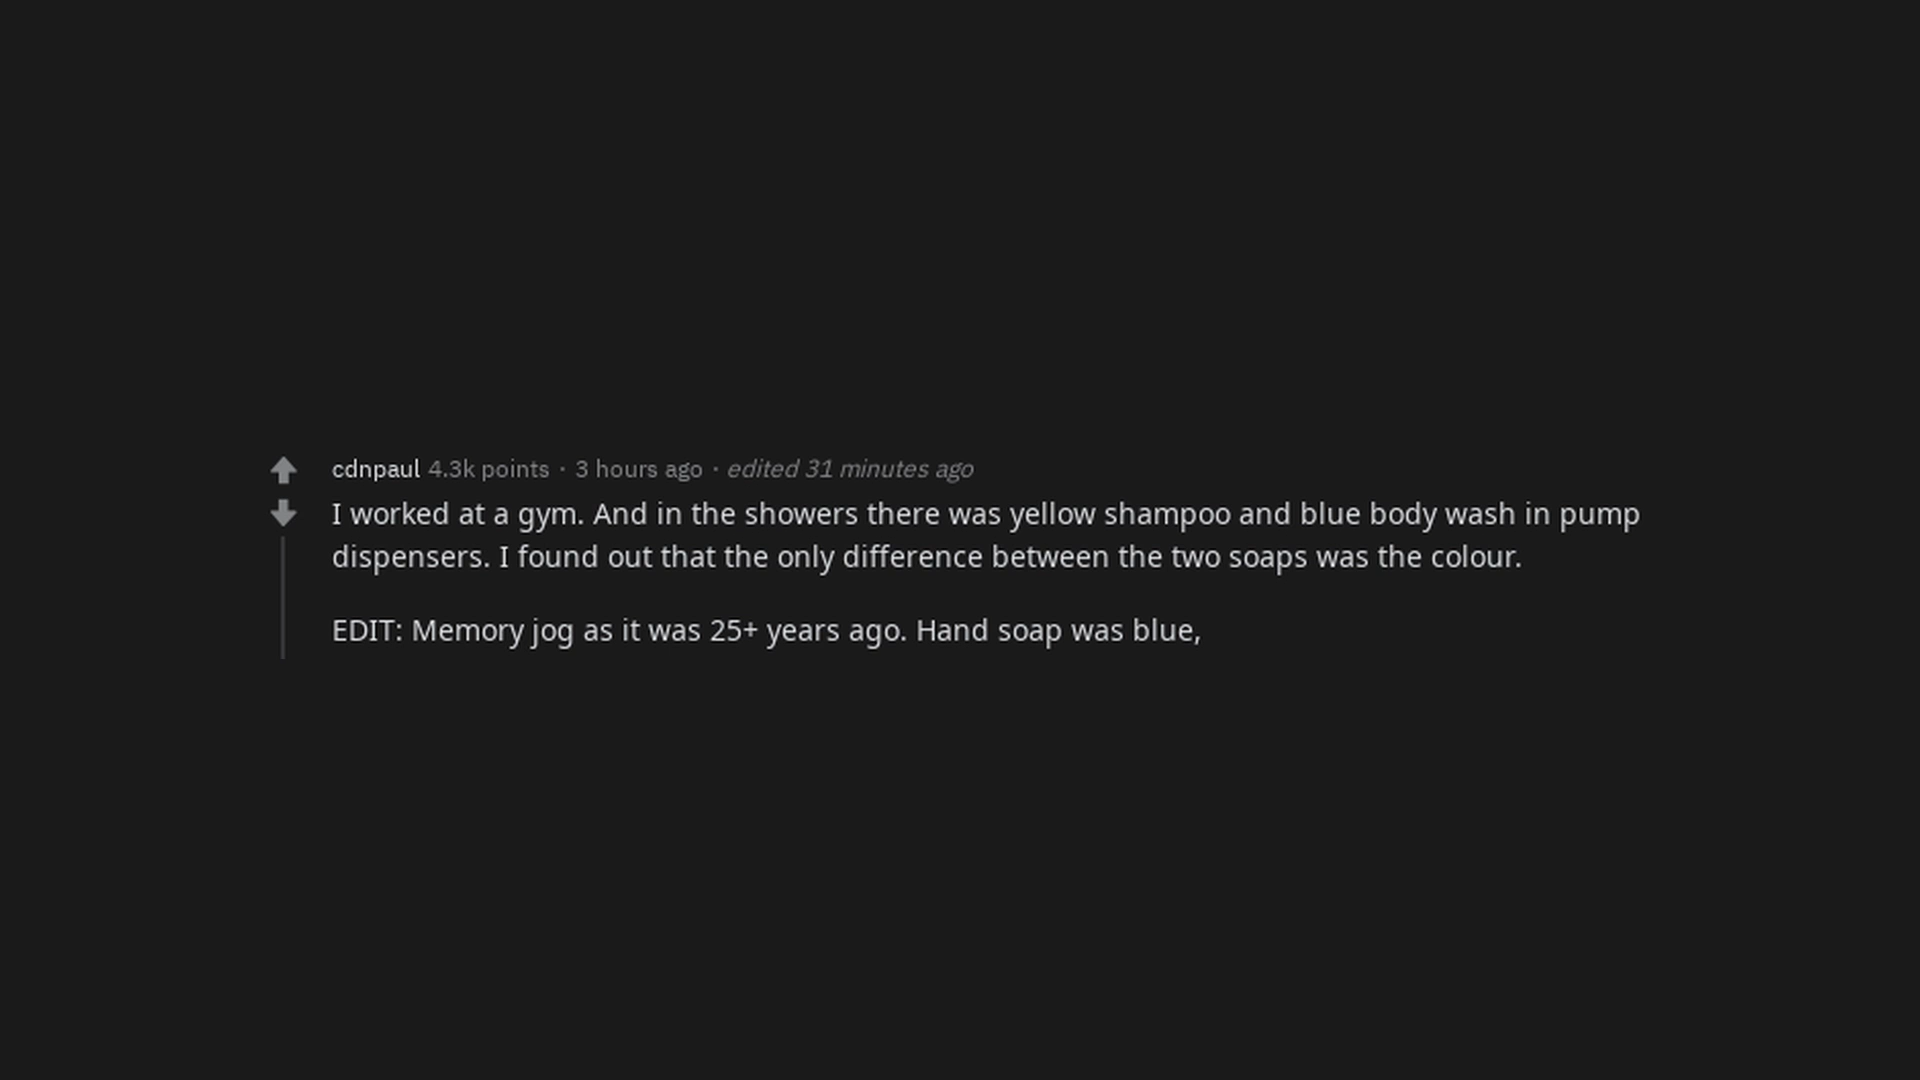 cdnpaul 4.3k points · 3 hours ago · edited 31 minutes ago
I worked at a gym. And in the showers there was yellow shampoo and blue body wash in pump
dispensers. I found out that the only difference between the two soaps was the colour.
EDIT: Memory jog as it was 25+ years ago. Hand soap was blue,